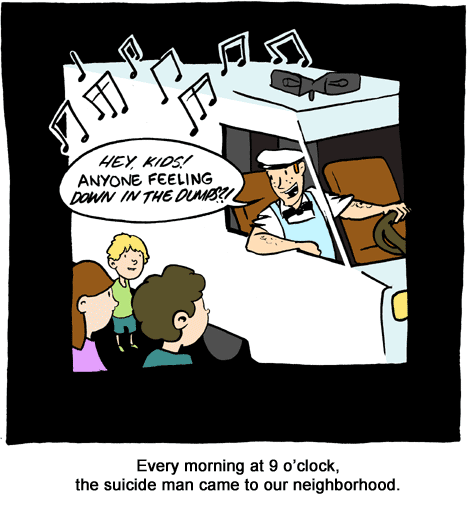 HEY, KIDS!
ANYONE FEELING
DOWN IN THE DUMPS?!
Every morning at 9 o'clock,
the suicide man came to our neighborhood.